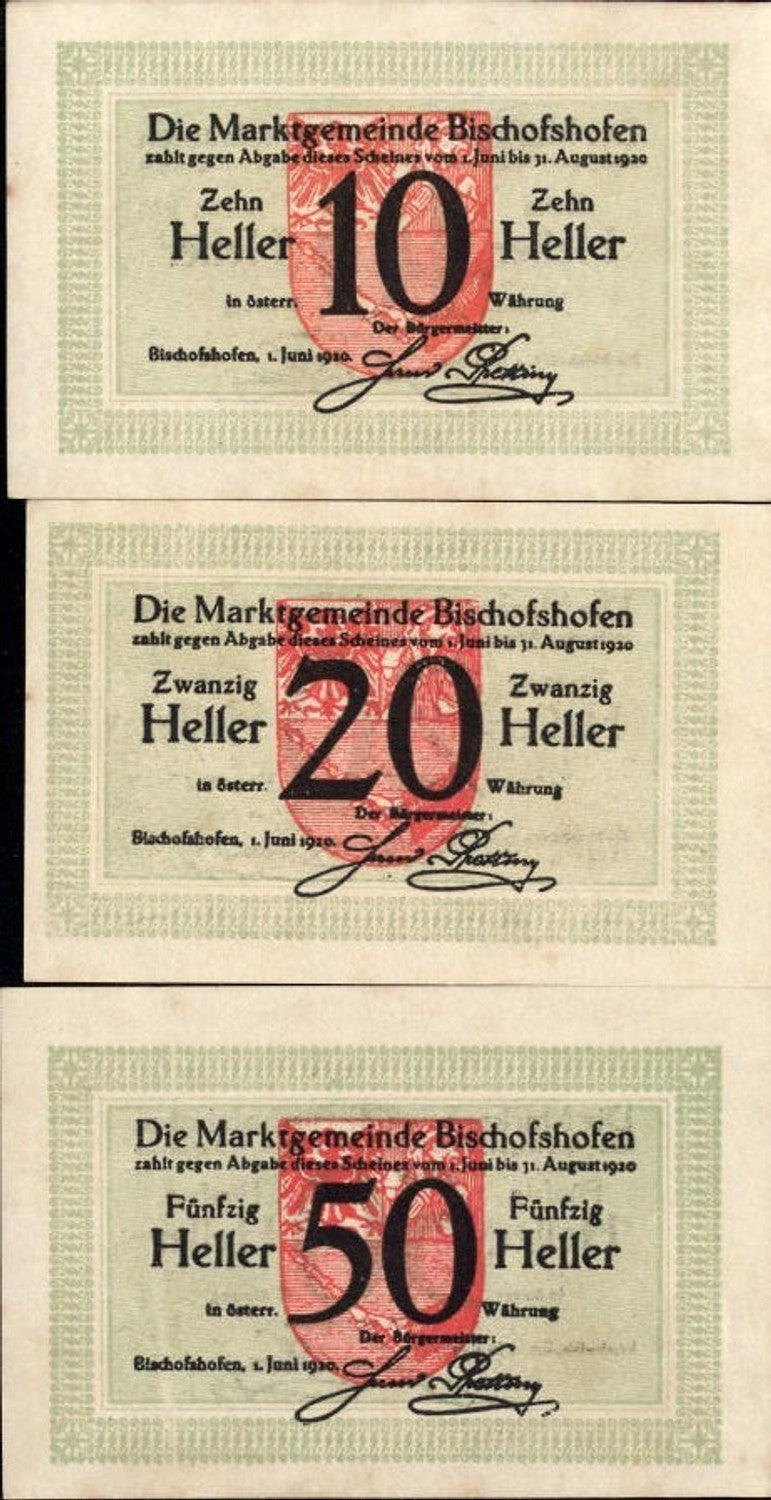 Die Marktgemeinde Bischofshofen
zahlt gegen Abgabe dieses Scheines vom 1. Juni bis 31. August 1920
Zehn Zehn
Heller 10 Heller
in österr. Währung
Der Bürgermeister:
Bischofshofen, 1. Juni 1920.
Die Marktgemeinde Bischofshofen
zahlt gegen Abgabe dieses Scheines vom 1. Juni bis 31. August 1920
Zwanzig Zwanzig
Heller 20 Heller
in österr. Währung
Der Bürgermeister:
Bischofshofen, 1. Juni 1920.
Die Marktgemeinde Bischofshofen
zahlt gegen Abgabe dieses Scheines vom 1. Juni bis 31. August 1920
Fünfzig Fünfzig
Heller 50 Heller
in österr. Währung
Der Bürgermeister:
Bischofshofen, 1. Juni 1920.